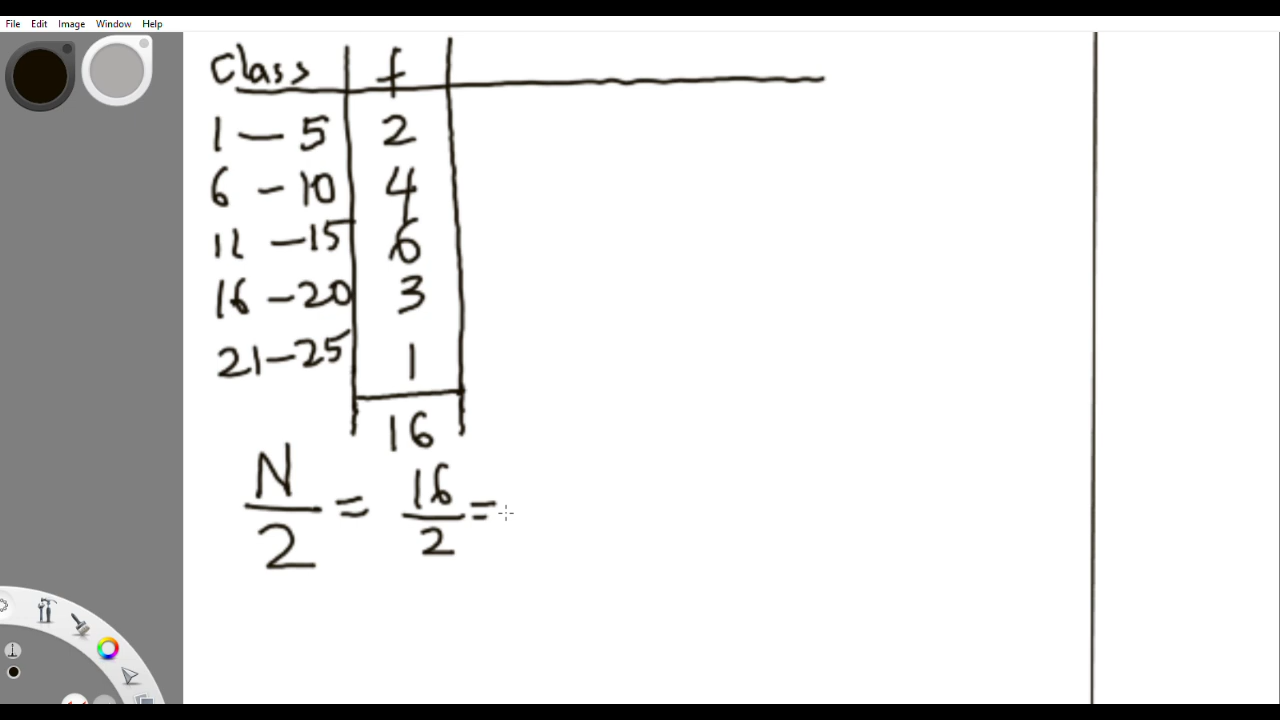 File Edit Image Window Help
Class f
1 - 5 2
6 - 10 4
11 - 15 6
16 - 20 3
21 - 25 1
16
N/2 = 16/2 =